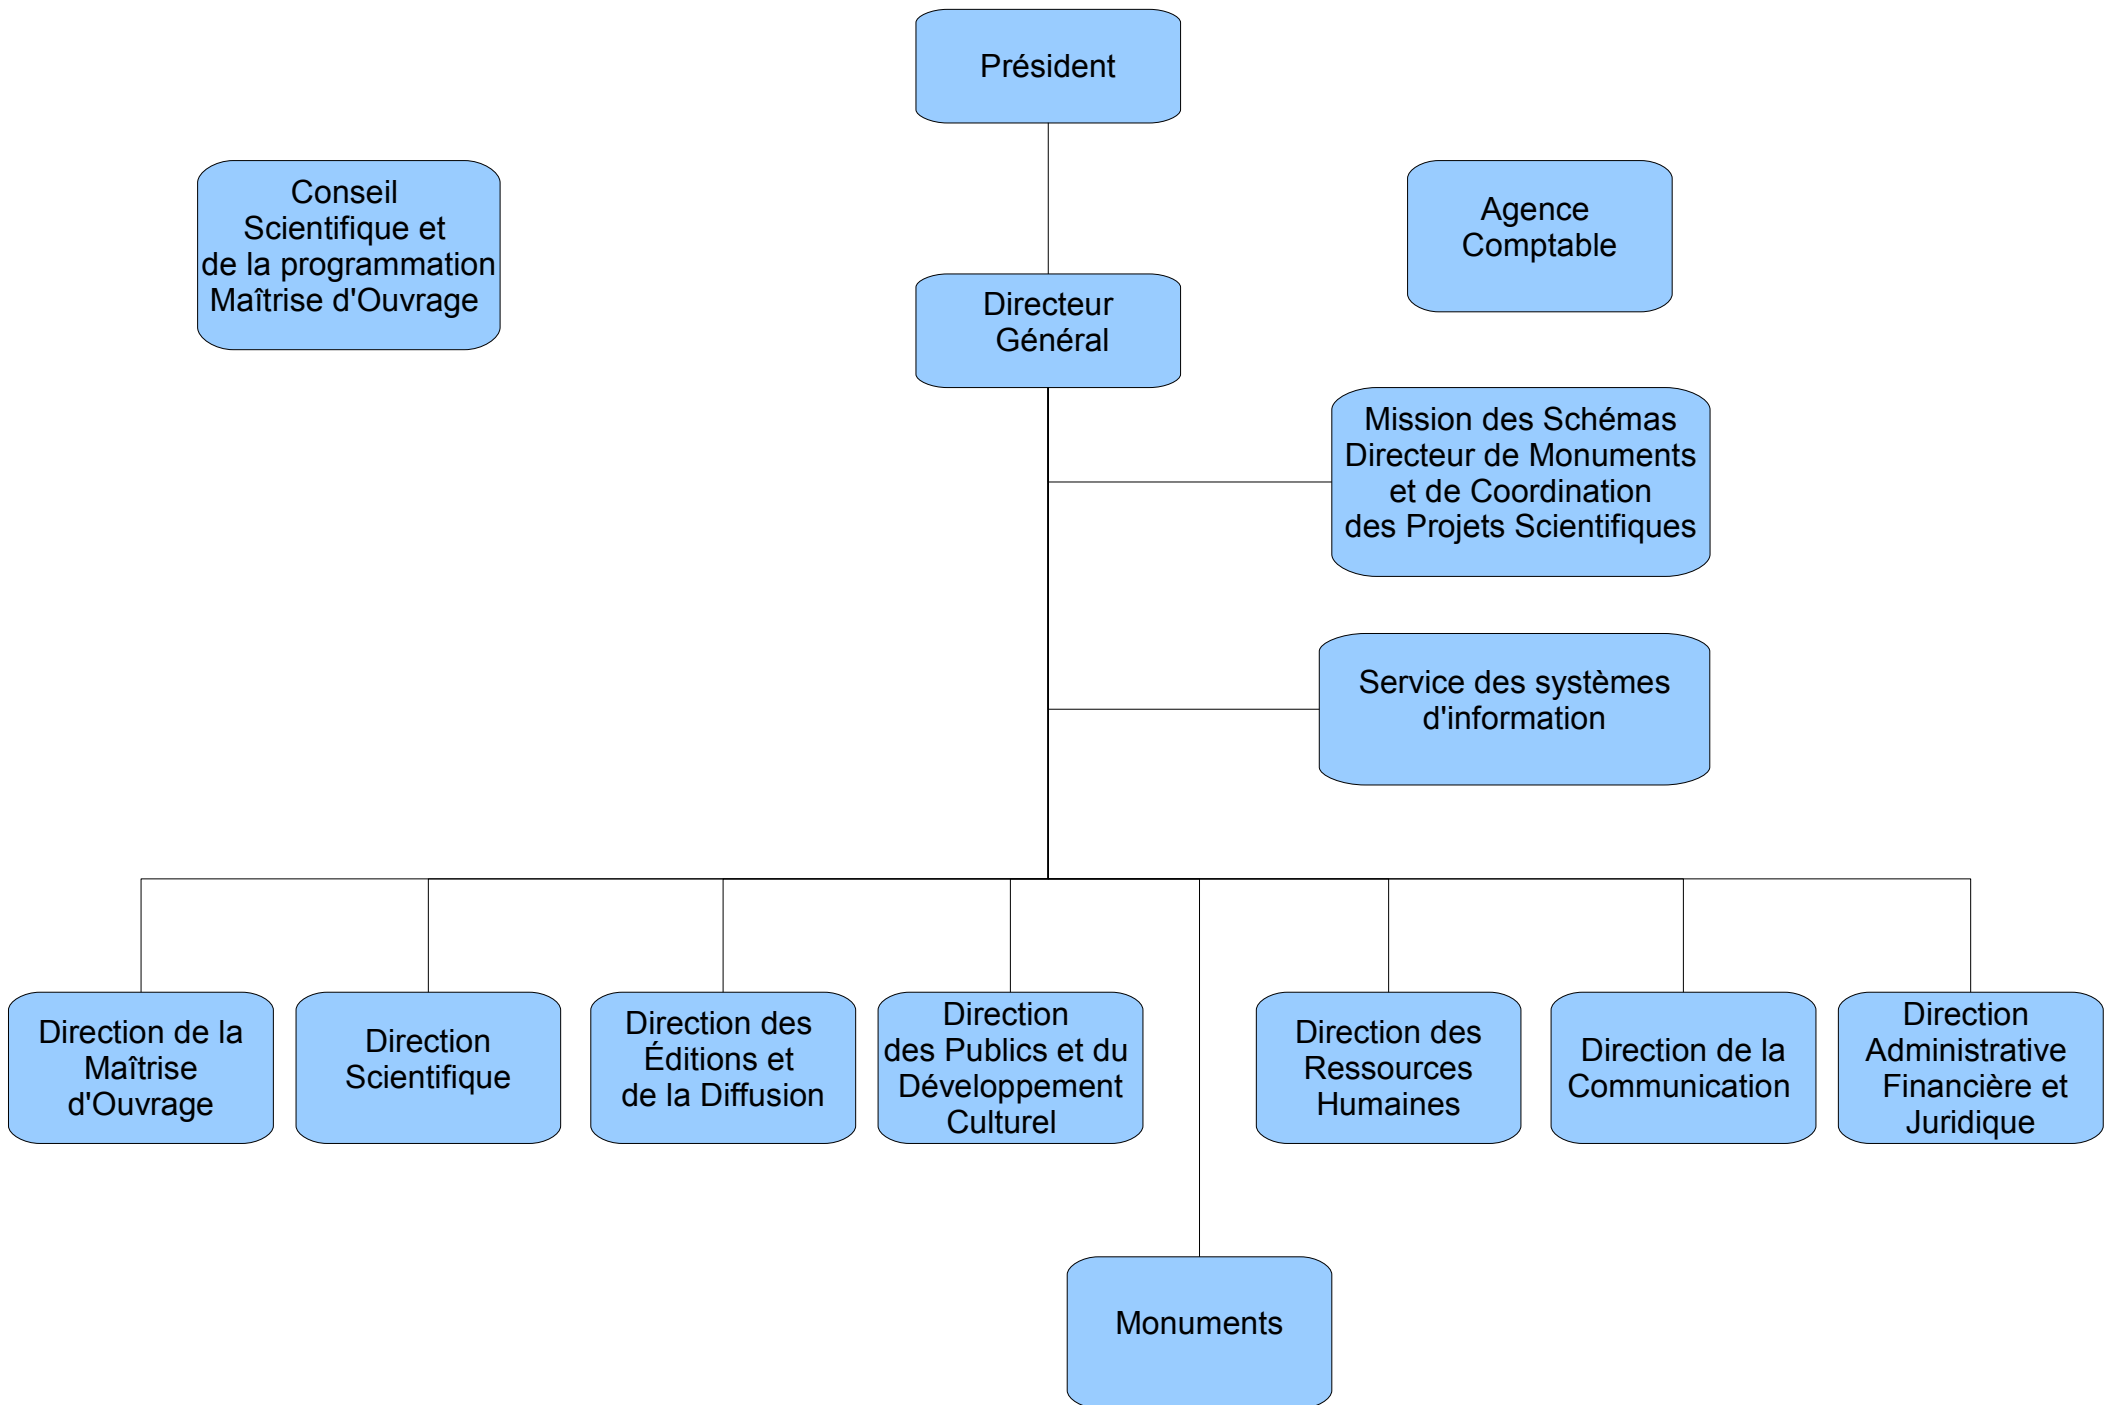 Président
Conseil
Scientifique et
de la programmation
Maîtrise d'Ouvrage
Agence
Comptable
Directeur
Général
Mission des Schémas
Directeur de Monuments
et de Coordination
des Projets Scientifiques
Service des systèmes
d'information
Direction de la
Maîtrise
d'Ouvrage
Direction
Scientifique
Direction des
Éditions et
de la Diffusion
Direction
des Publics et du
Développement
Culturel
Direction des
Ressources
Humaines
Direction de la
Communication
Direction
Administrative
Financière et
Juridique
Monuments